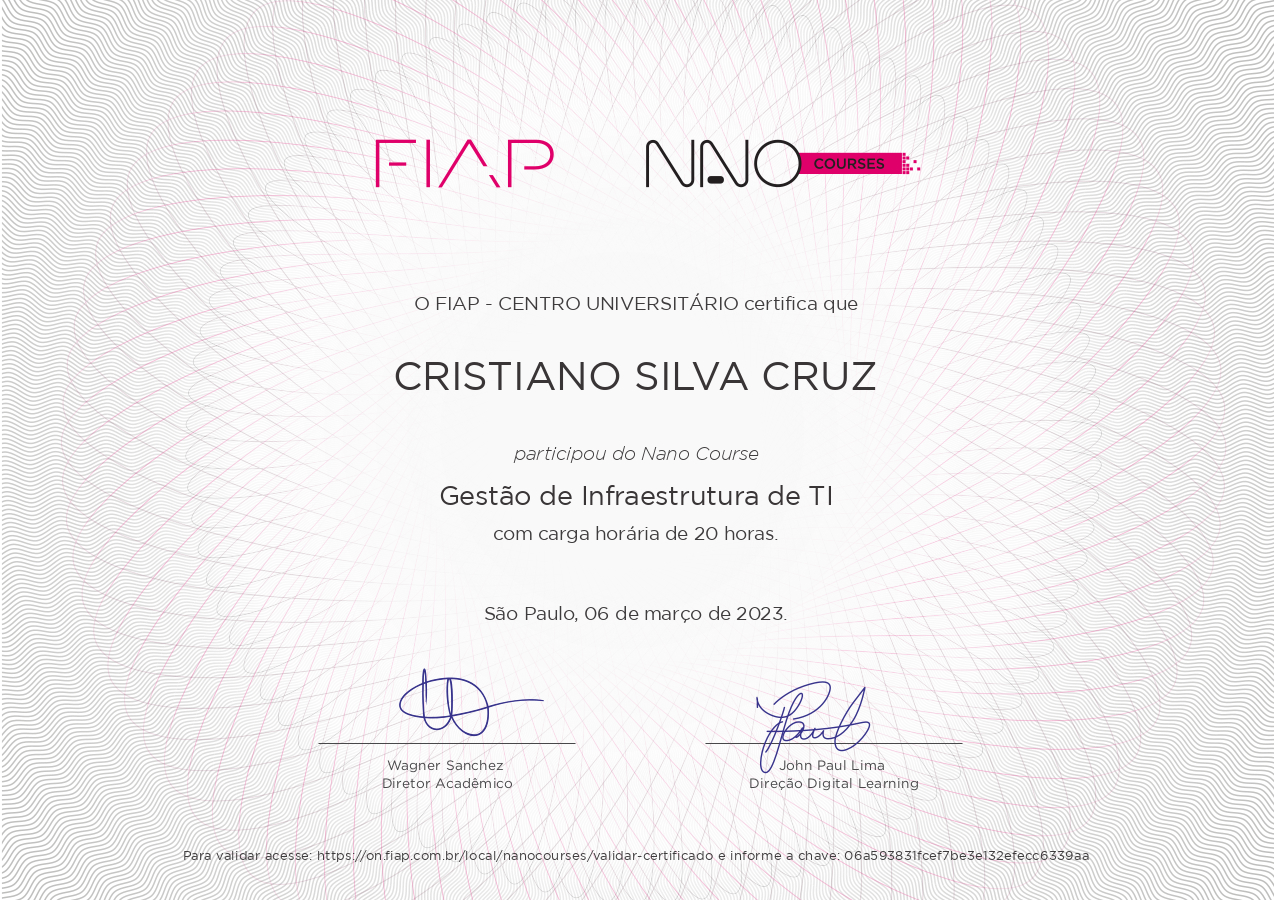 FIAP NANO COURSES
O FIAP - CENTRO UNIVERSITÁRIO certifica que
CRISTIANO SILVA CRUZ
participou do Nano Course
Gestão de Infraestrutura de TI
com carga horária de 20 horas.
São Paulo, 06 de março de 2023.
Wagner Sanchez
Diretor Acadêmico
John Paul Lima
Direção Digital Learning
Para validar acesse: https://on.fiap.com.br/local/nanocourses/validar-certificado e informe a chave: 06a593831fcef7be3e132efecc6339aa